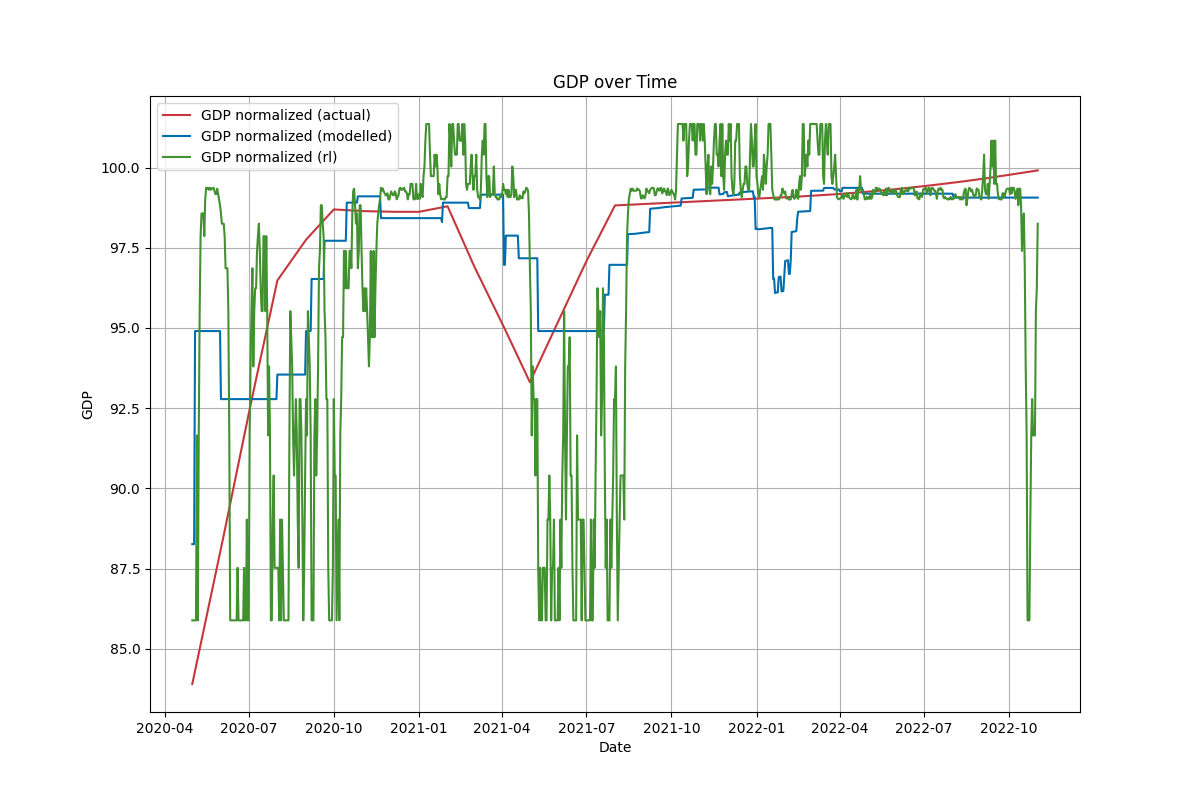 GDP over Time
GDP normalized (actual)
GDP normalized (modelled)
GDP normalized (rl)
100.0
97.5
95.0
92.5
90.0
87.5
85.0
GDP
2020-04 2020-07 2020-10 2021-01 2021-04 2021-07 2021-10 2022-01 2022-04 2022-07 2022-10
Date